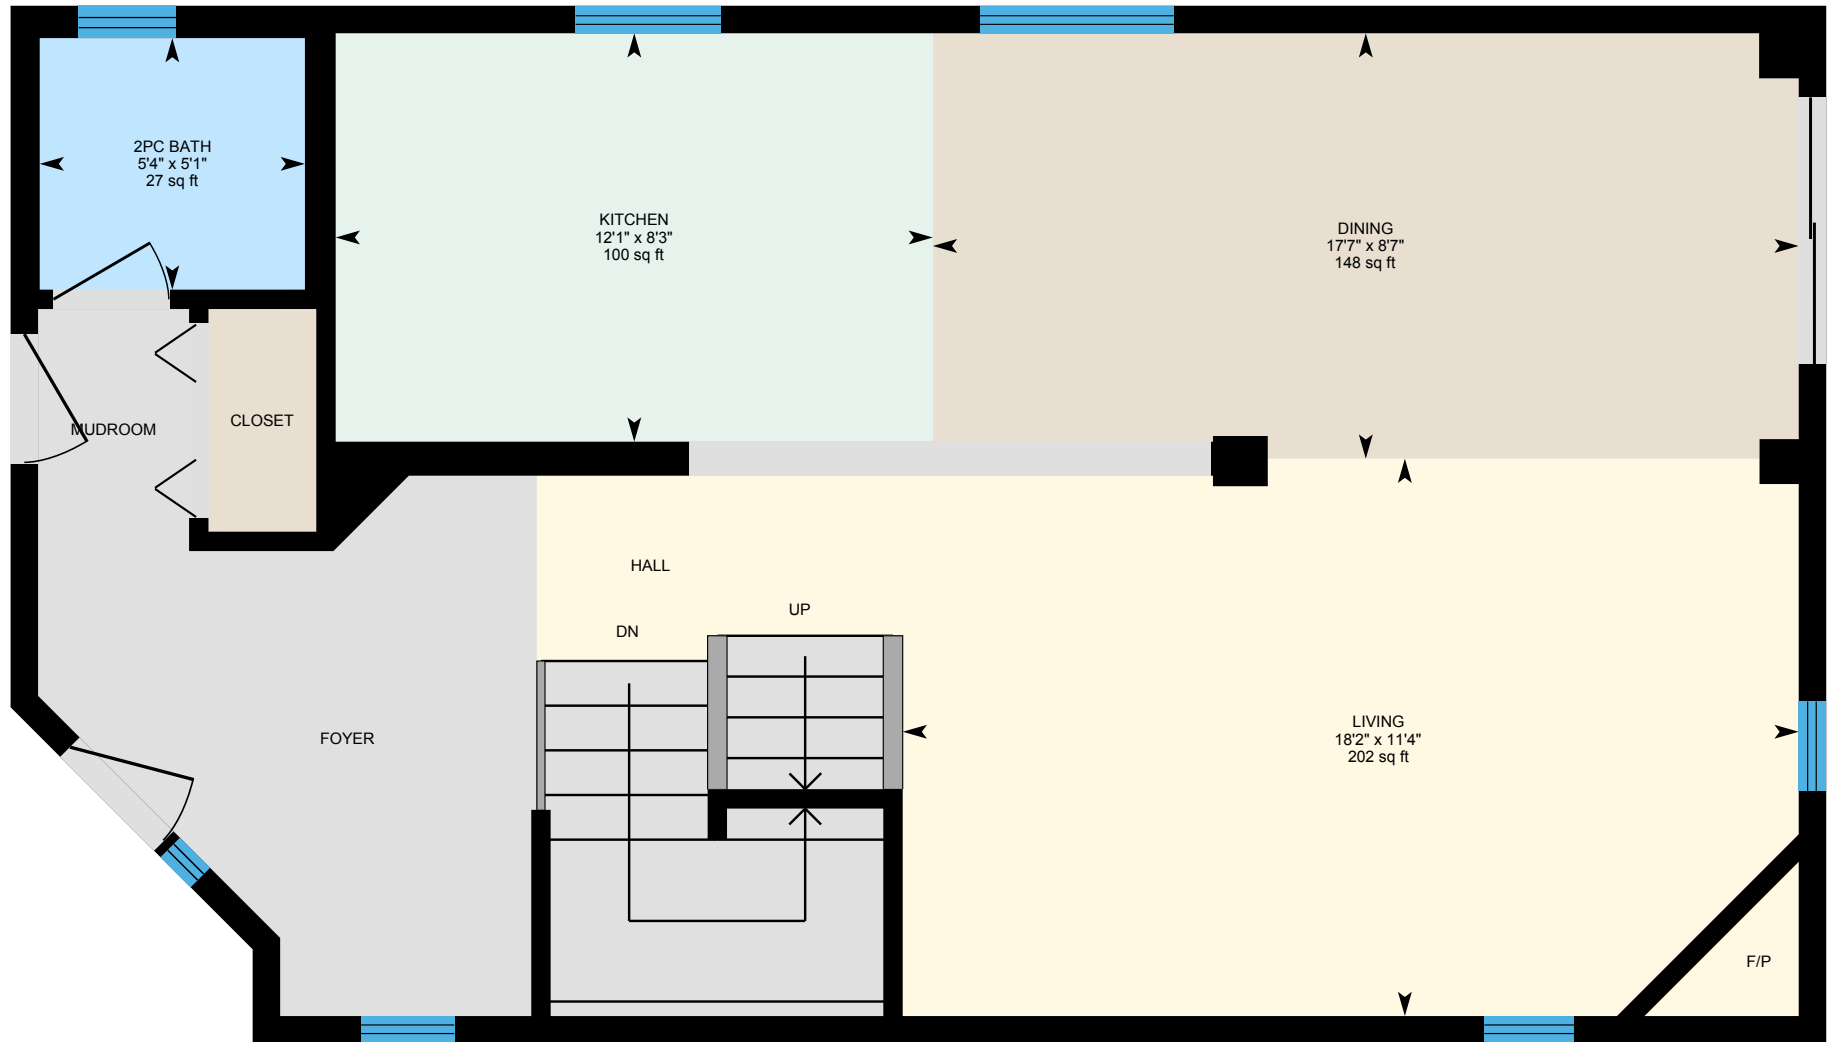 2PC BATH
5'4" x 5'1"
27 sq ft
KITCHEN
12'1" x 8'3"
100 sq ft
DINING
17'7" x 8'7"
148 sq ft
MUDROOM
CLOSET
HALL
UP
DN
FOYER
LIVING
18'2" x 11'4"
202 sq ft
F/P